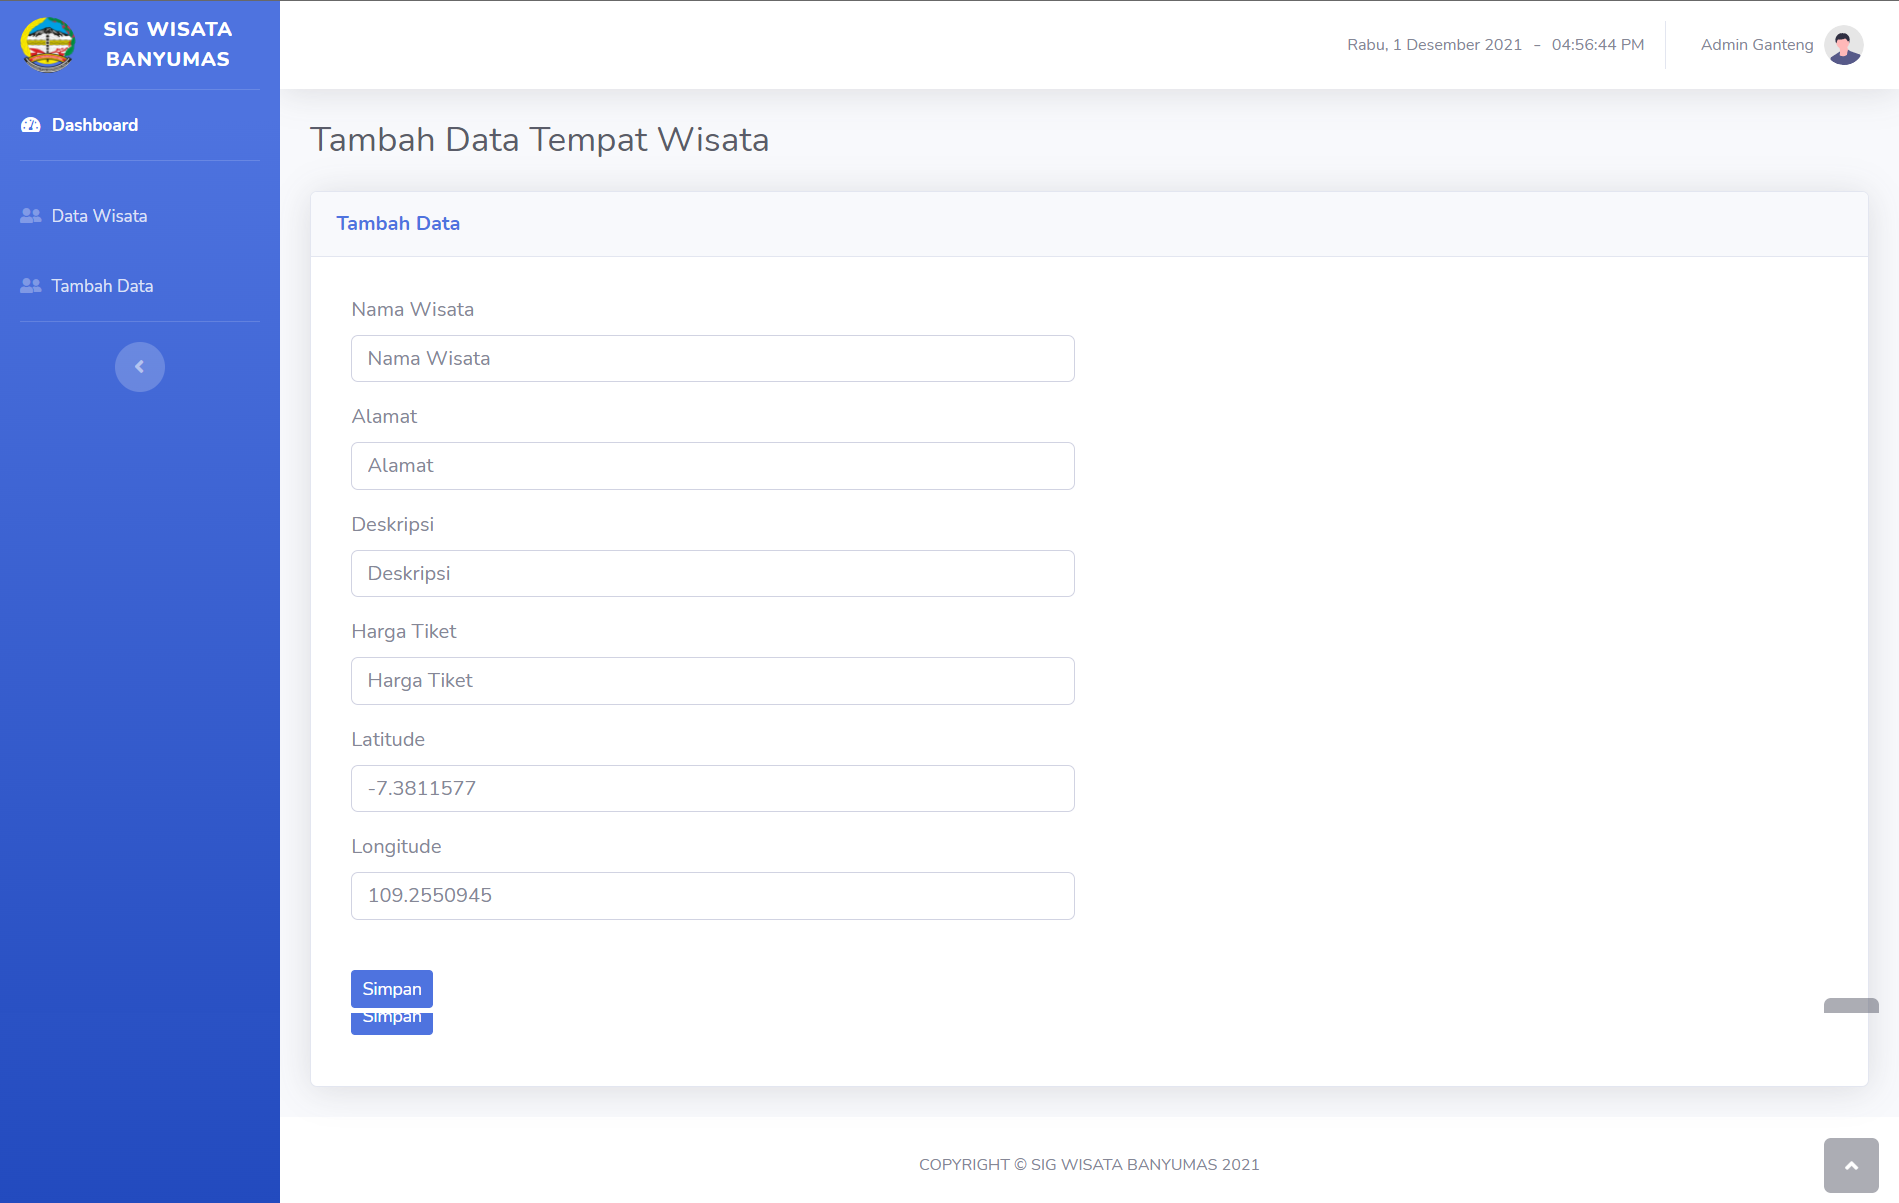 SIG WISATA
BANYUMAS
Rabu, 1 Desember 2021 - 04:56:44 PM
Admin Ganteng
Dashboard
Data Wisata
Tambah Data
Tambah Data Tempat Wisata
Tambah Data
Nama Wisata
Nama Wisata
Alamat
Alamat
Deskripsi
Deskripsi
Harga Tiket
Harga Tiket
Latitude
-7.3811577
Longitude
109.2550945
Simpan
Simpan
COPYRIGHT © SIG WISATA BANYUMAS 2021